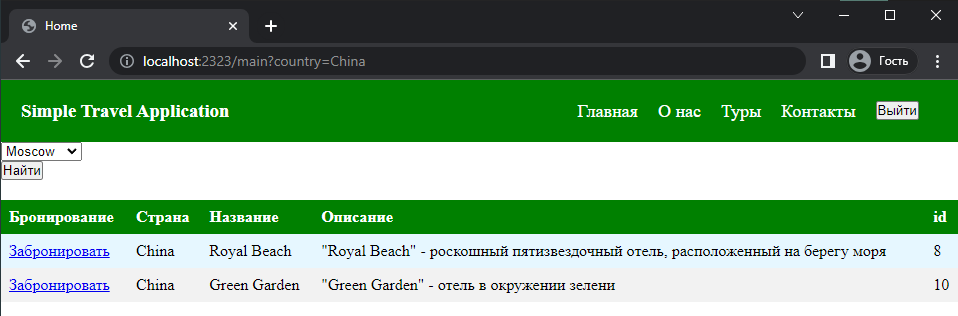 Home
localhost:2323/main?country=China
Гость
Simple Travel Application Главная О нас Туры Контакты Выйти
Moscow
Найти
Бронирование Страна Название Описание id
Забронировать China Royal Beach "Royal Beach" - роскошный пятизвездочный отель, расположенный на берегу моря 8
Забронировать China Green Garden "Green Garden" - отель в окружении зелени 10